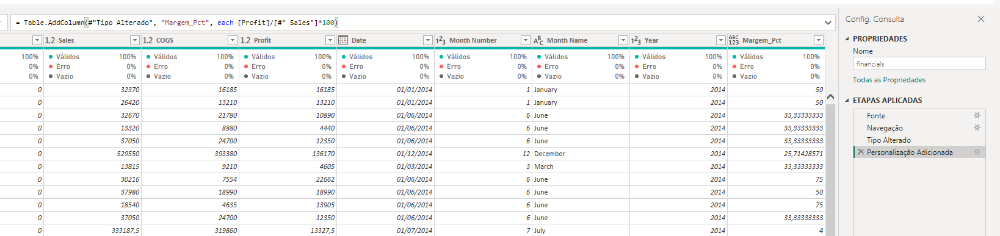 = Table.AddColumn(#"Tipo Alterado", "Margem_Pct", each [Profit]/[#" Sales"]*100)
1.2 Sales 1.2 COGS 1.2 Profit Date 123 Month Number ABC Month Name 123 Year ABC 123 Margem_Pct
100% Válidos 100% Válidos 100% Válidos 100% Válidos 100% Válidos 100% Válidos 100% Válidos 100% Válidos 100%
0% Erro 0% Erro 0% Erro 0% Erro 0% Erro 0% Erro 0% Erro 0% Erro 0%
0% Vazio 0% Vazio 0% Vazio 0% Vazio 0% Vazio 0% Vazio 0% Vazio 0% Vazio 0%
0 32370 16185 16185 01/01/2014 1 January 2014 50
0 26420 13210 13210 01/01/2014 1 January 2014 50
0 32670 21780 10890 01/06/2014 6 June 2014 33,33333333
0 13320 8880 4440 01/06/2014 6 June 2014 33,33333333
0 37050 24700 12350 01/06/2014 6 June 2014 33,33333333
0 529550 393380 136170 01/12/2014 12 December 2014 25,71428571
0 13815 9210 4605 01/03/2014 3 March 2014 33,33333333
0 30216 7554 22662 01/06/2014 6 June 2014 75
0 37980 18990 18990 01/06/2014 6 June 2014 50
0 18540 4635 13905 01/06/2014 6 June 2014 75
0 37050 24700 12350 01/06/2014 6 June 2014 33,33333333
0 333187,5 319860 13327,5 01/07/2014 7 July 2014 4
Config. Consulta
PROPRIEDADES
Nome
financials
Todas as Propriedades
ETAPAS APLICADAS
Fonte
Navegação
Tipo Alterado
Personalização Adicionada